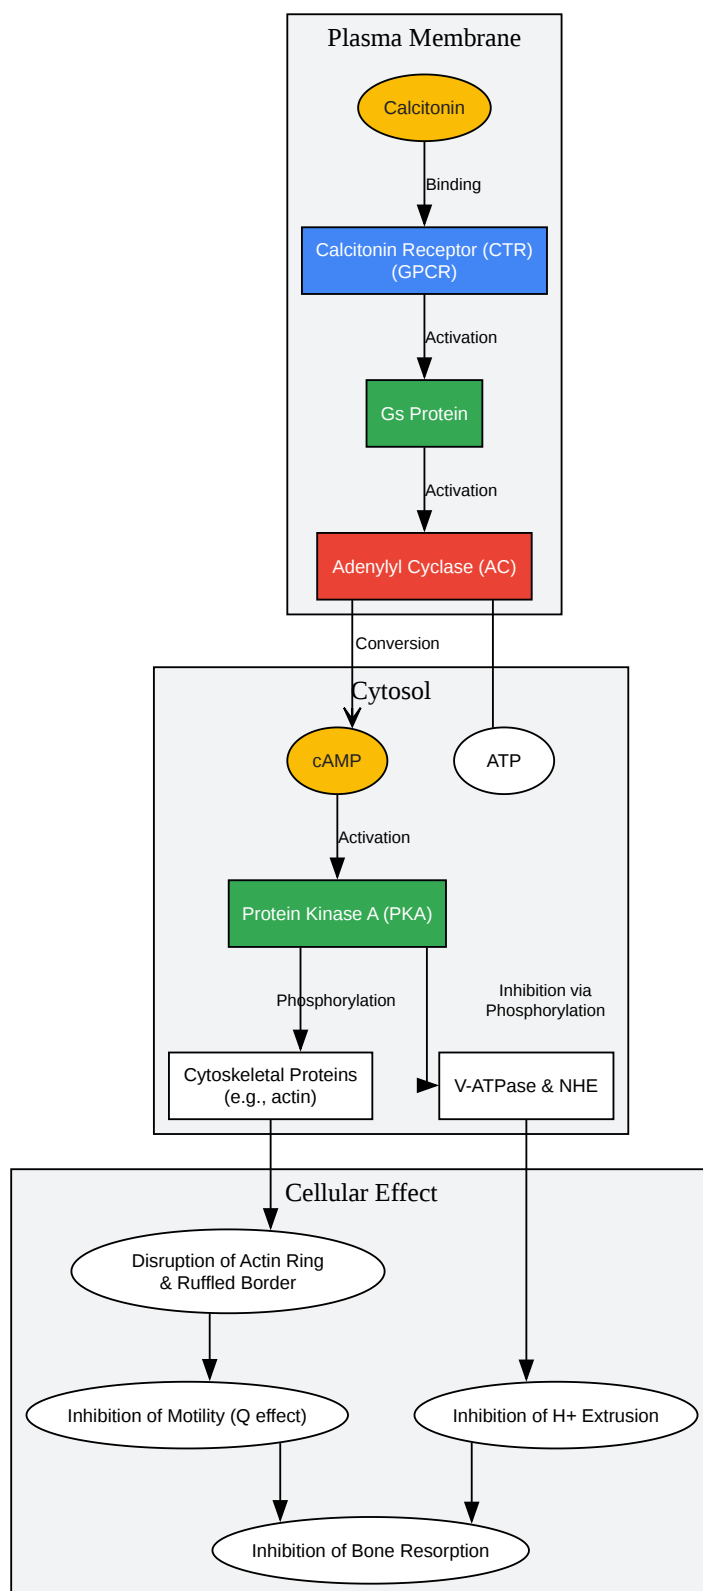 Plasma Membrane
Calcitonin
Binding
Calcitonin Receptor (CTR)
(GPCR)
Activation
Gs Protein
Activation
Adenylyl Cyclase (AC)
Conversion
Cytosol
cAMP
ATP
Activation
Protein Kinase A (PKA)
Phosphorylation
Inhibition via
Phosphorylation
Cytoskeletal Proteins
(e.g., actin)
V-ATPase & NHE
Cellular Effect
Disruption of Actin Ring
& Ruffled Border
Inhibition of Motility (Q effect)
Inhibition of H+ Extrusion
Inhibition of Bone Resorption